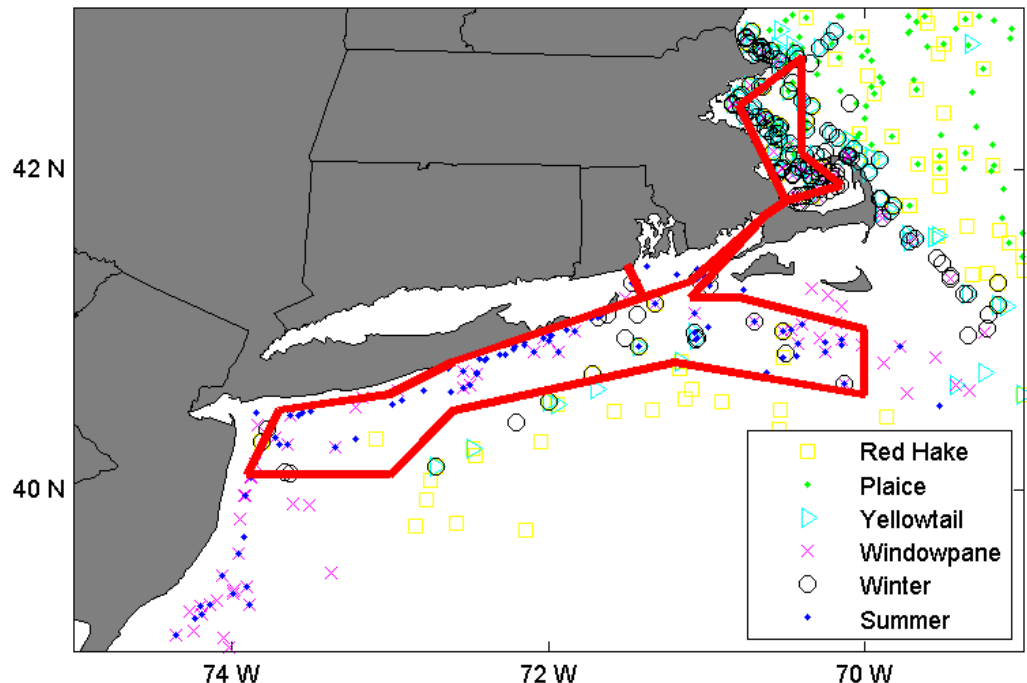 42 N
40 N
Red Hake
Plaice
Yellowtail
Windowpane
Winter
Summer
74 W
72 W
70 W